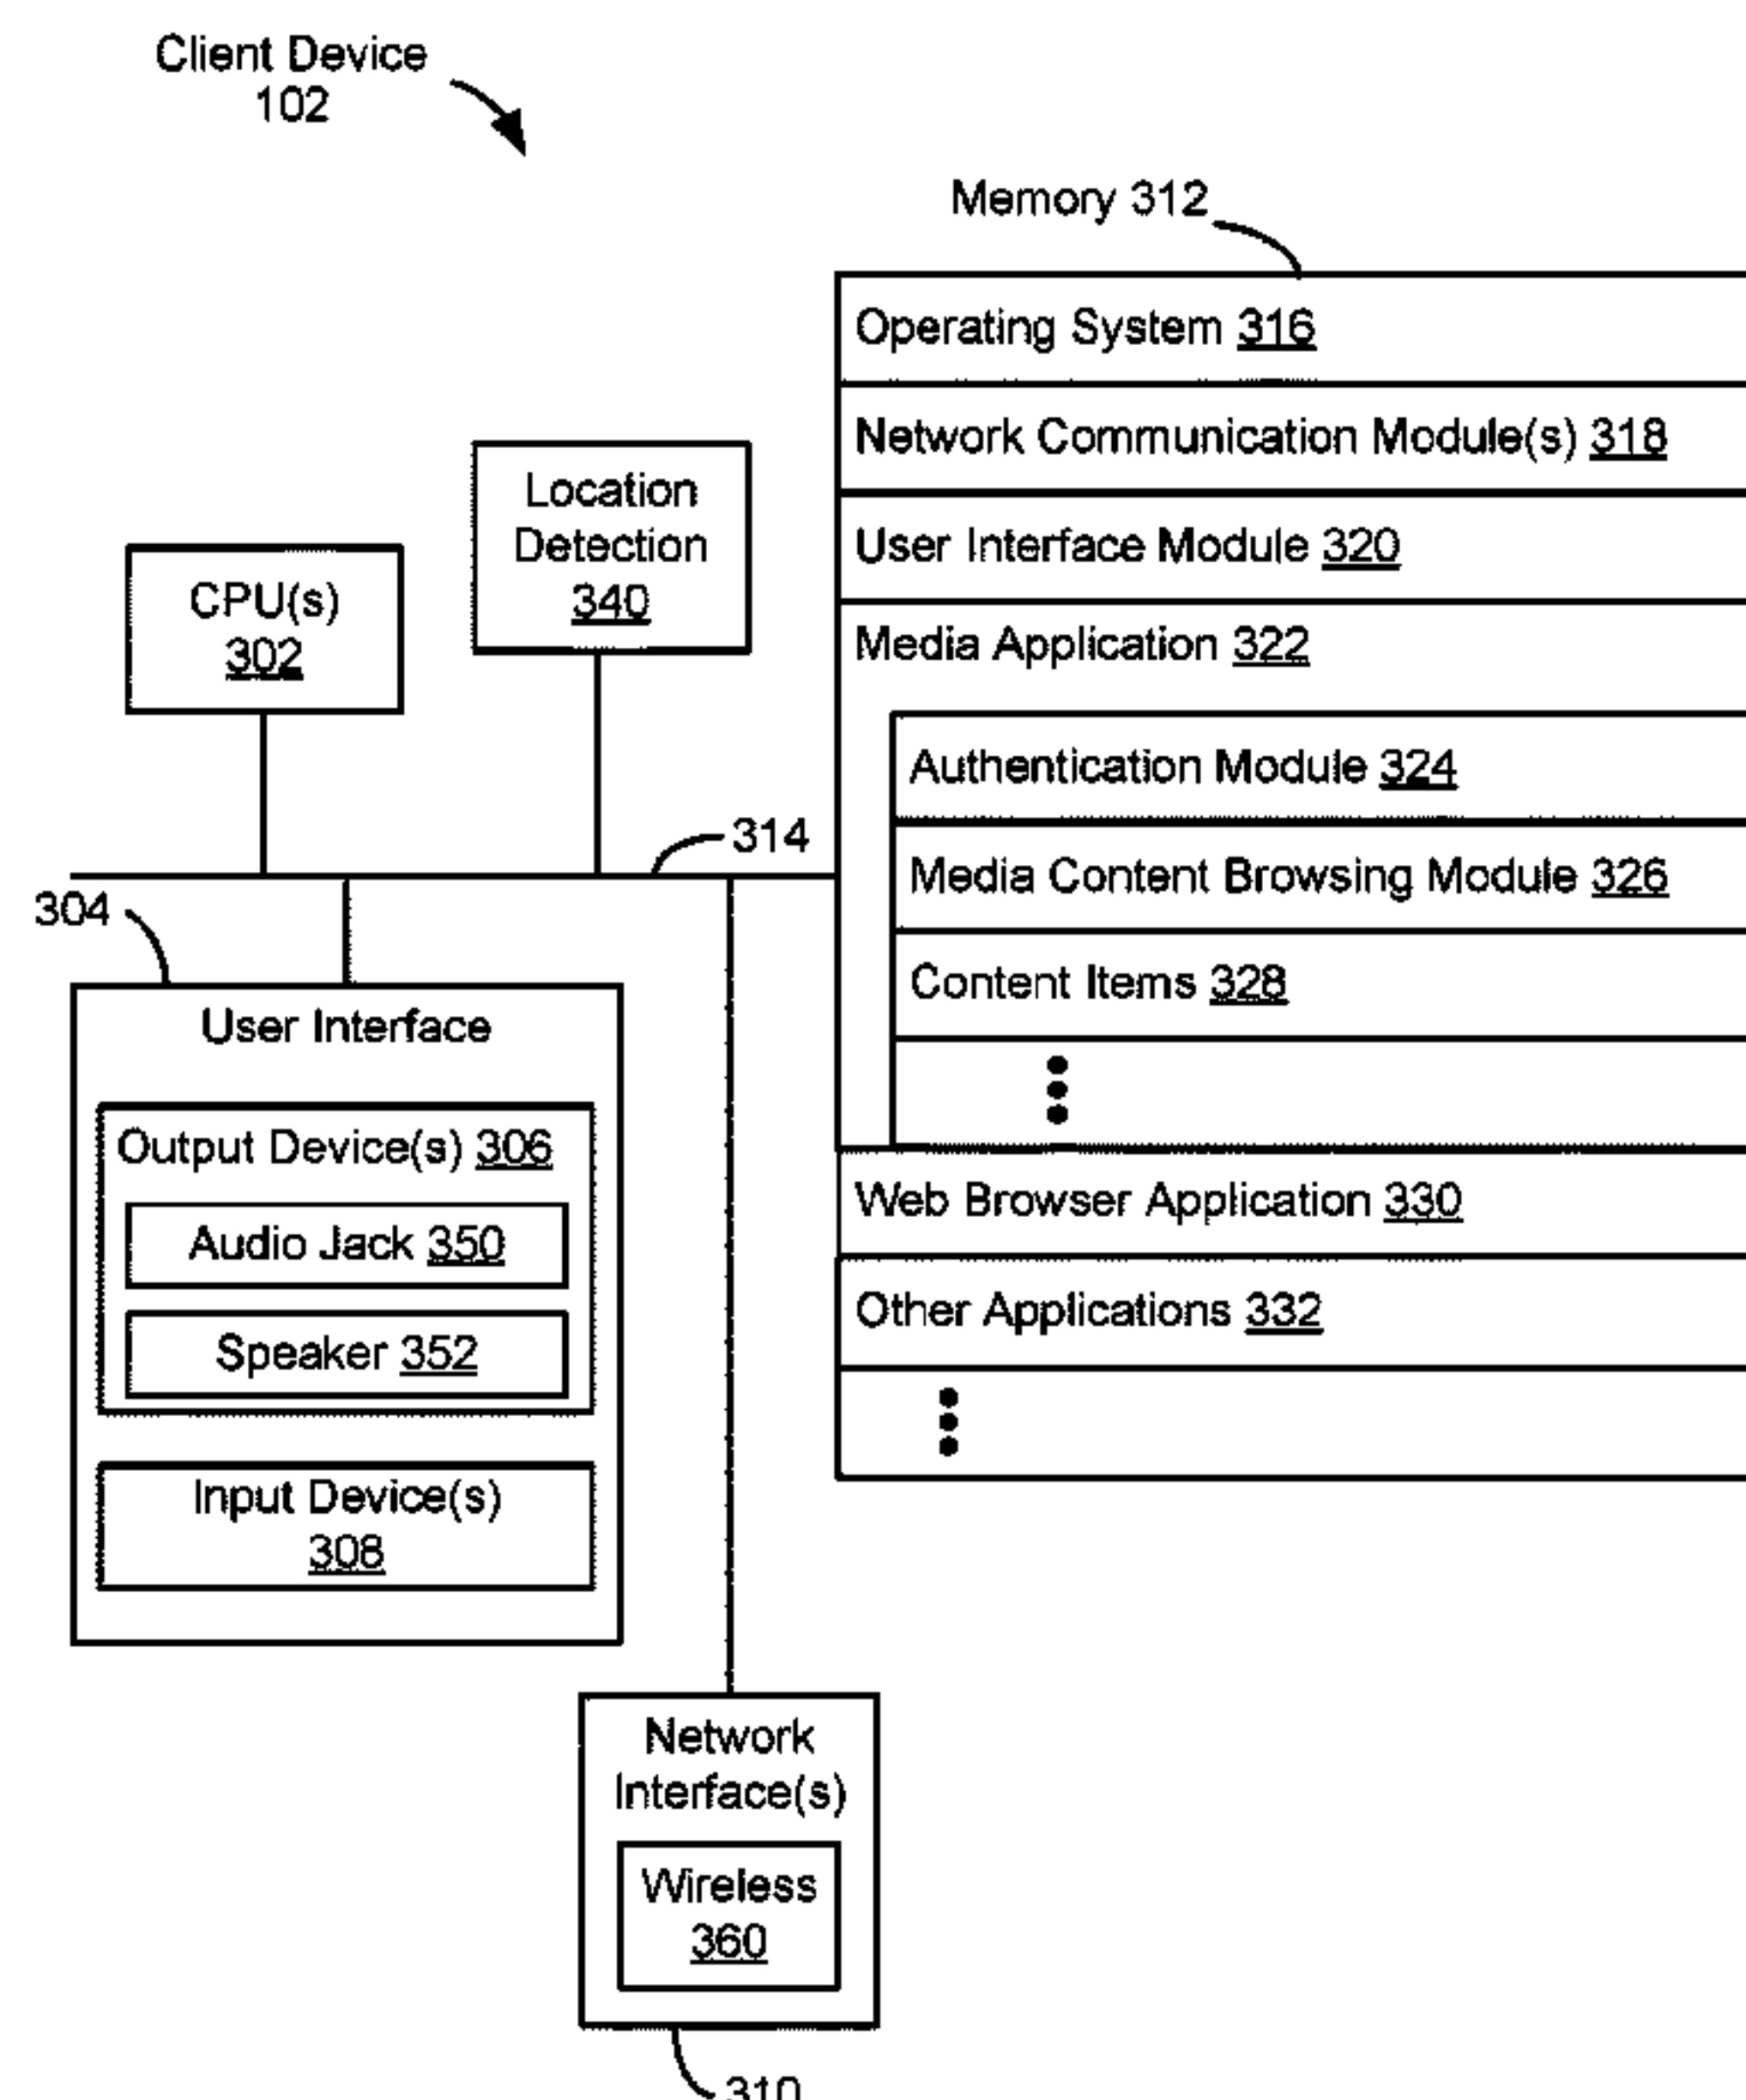 Client Device
102
Memory 312
Operating System 316
Network Communication Module(s) 318
User Interface Module 320
Media Application 322
Authentication Module 324
Media Content Browsing Module 326
Content Items 328
Web Browser Application 330
Other Applications 332
Location
Detection
340
CPU(s)
302
314
304
User Interface
Output Device(s) 306
Audio Jack 350
Speaker 352
Input Device(s)
308
Network
Interface(s)
Wireless
360
310